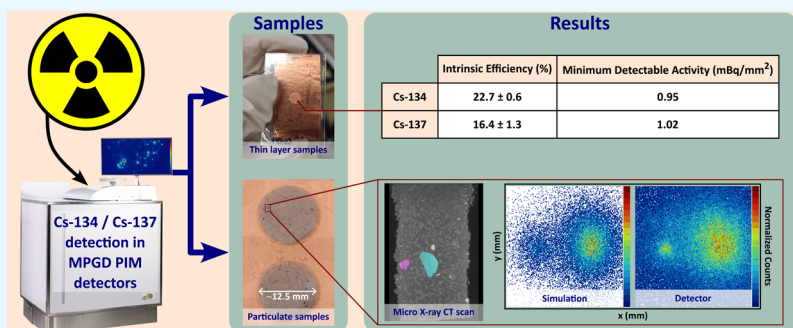 Samples
Results
Intrinsic Efficiency (%) Minimum Detectable Activity (mBq/mm²)
Cs-134 22.7 ± 0.6 0.95
Cs-137 16.4 ± 1.3 1.02
Thin layer samples
Cs-134 / Cs-137
detection in
MPGD PIM
detectors
~12.5 mm
Particulate samples
Micro X-ray CT scan
y (mm)
Simulation
Detector
Normalized Counts
x (mm)